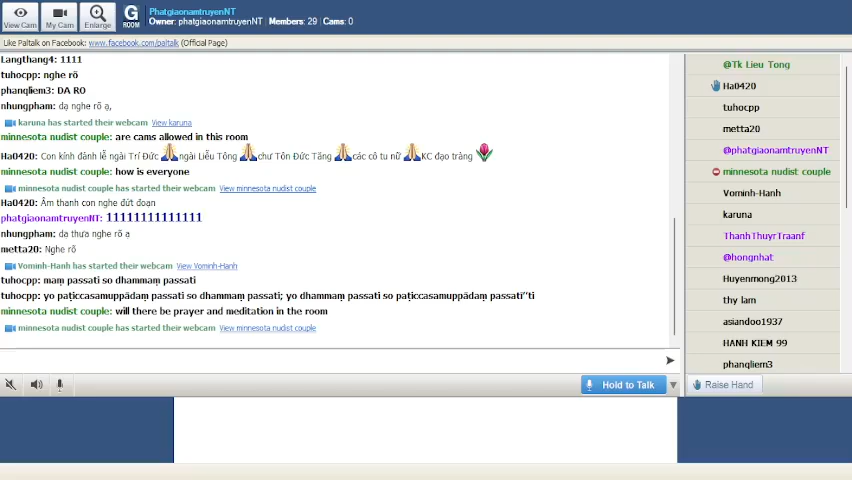 View Cam
My Cam
Enlarge
G ROOM
PhatgiaonamtruyenNT
Owner: phatgiaonamtruyenNT | Members: 29 | Cams: 0
Like Paltalk on Facebook: www.facebook.com/paltalk (Official Page)
Langthang4: 1111
tuhocpp: nghe rõ
phanqliem3: DA RO
nhungpham: dạ nghe rõ ạ,
karuna has started their webcam View karuna
minnesota nudist couple: are cams allowed in this room
Ha0420: Con kính đảnh lễ ngài Trí Đức ngài Liễu Tông chư Tôn Đức Tăng các cô tu nữ KC đạo tràng
minnesota nudist couple: how is everyone
minnesota nudist couple has started their webcam View minnesota nudist couple
Ha0420: Âm thanh con nghe đứt đoạn
phatgiaonamtruyenNT: 11111111111111
nhungpham: dạ thưa nghe rõ ạ
metta20: Nghe rõ
Vominh-Hanh has started their webcam View Vominh-Hanh
tuhocpp: maṃ passati so dhammaṃ passati
tuhocpp: yo paṭiccasamuppādaṃ passati so dhammaṃ passati; yo dhammaṃ passati so paṭiccasamuppādaṃ passatī’’ti
minnesota nudist couple: will there be prayer and meditation in the room
minnesota nudist couple has started their webcam View minnesota nudist couple
Hold to Talk
@Tk Lieu Tong
Ha0420
tuhocpp
metta20
@phatgiaonamtruyenNT
minnesota nudist couple
Vominh-Hanh
karuna
ThanhThuyrTraanf
@hongnhat
Huyenmong2013
thy lam
asiandoo1937
HANH KIEM 99
phanqliem3
Raise Hand